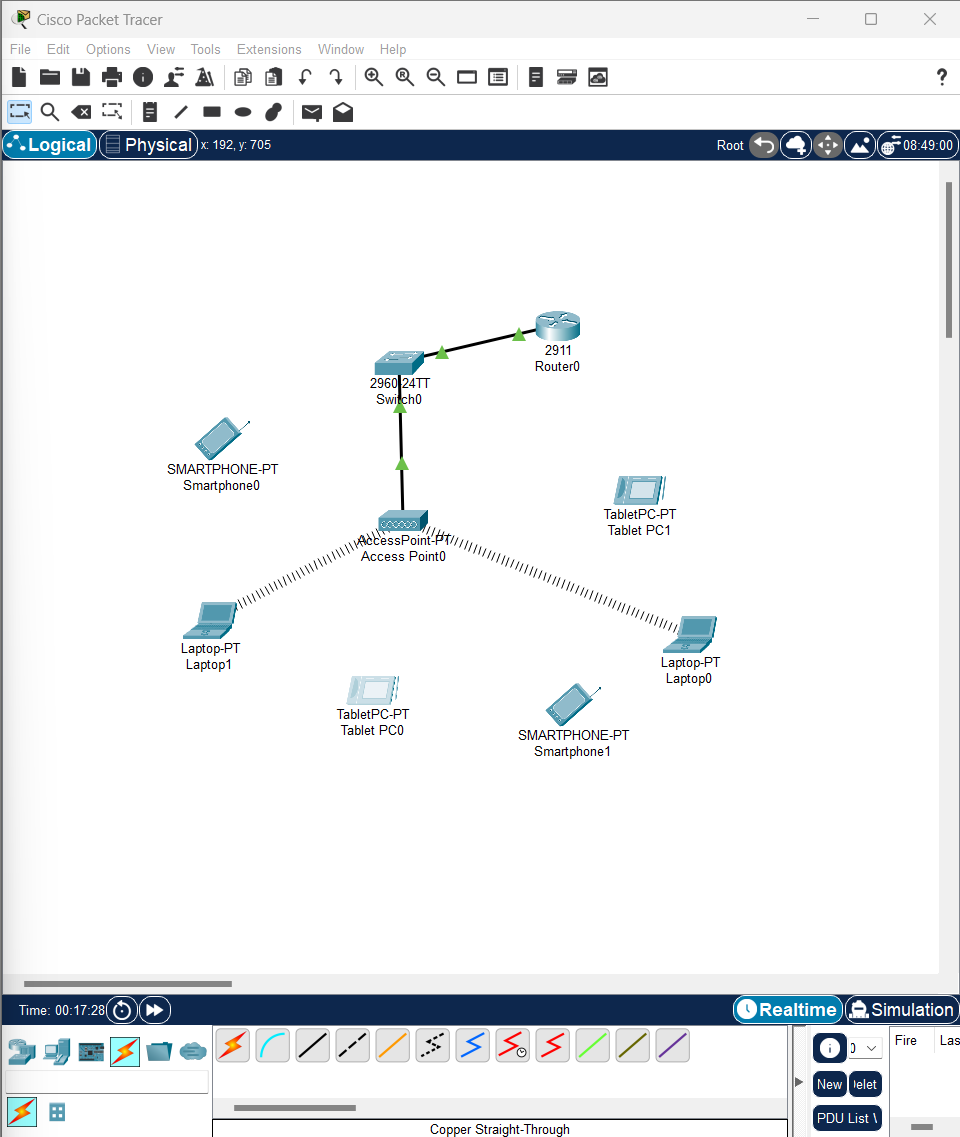 Cisco Packet Tracer
File Edit Options View Tools Extensions Window Help
?
Logical Physical x: 192, y: 705 Root 08:49:00
2911
Router0
2960-24TT
Switch0
SMARTPHONE-PT
Smartphone0
TabletPC-PT
Tablet PC1
AccessPoint-PT
Access Point0
Laptop-PT
Laptop1
Laptop-PT
Laptop0
TabletPC-PT
Tablet PC0
SMARTPHONE-PT
Smartphone1
Time: 00:17:28 Realtime Simulation
0 Fire Las
New elet
PDU List
Copper Straight-Through